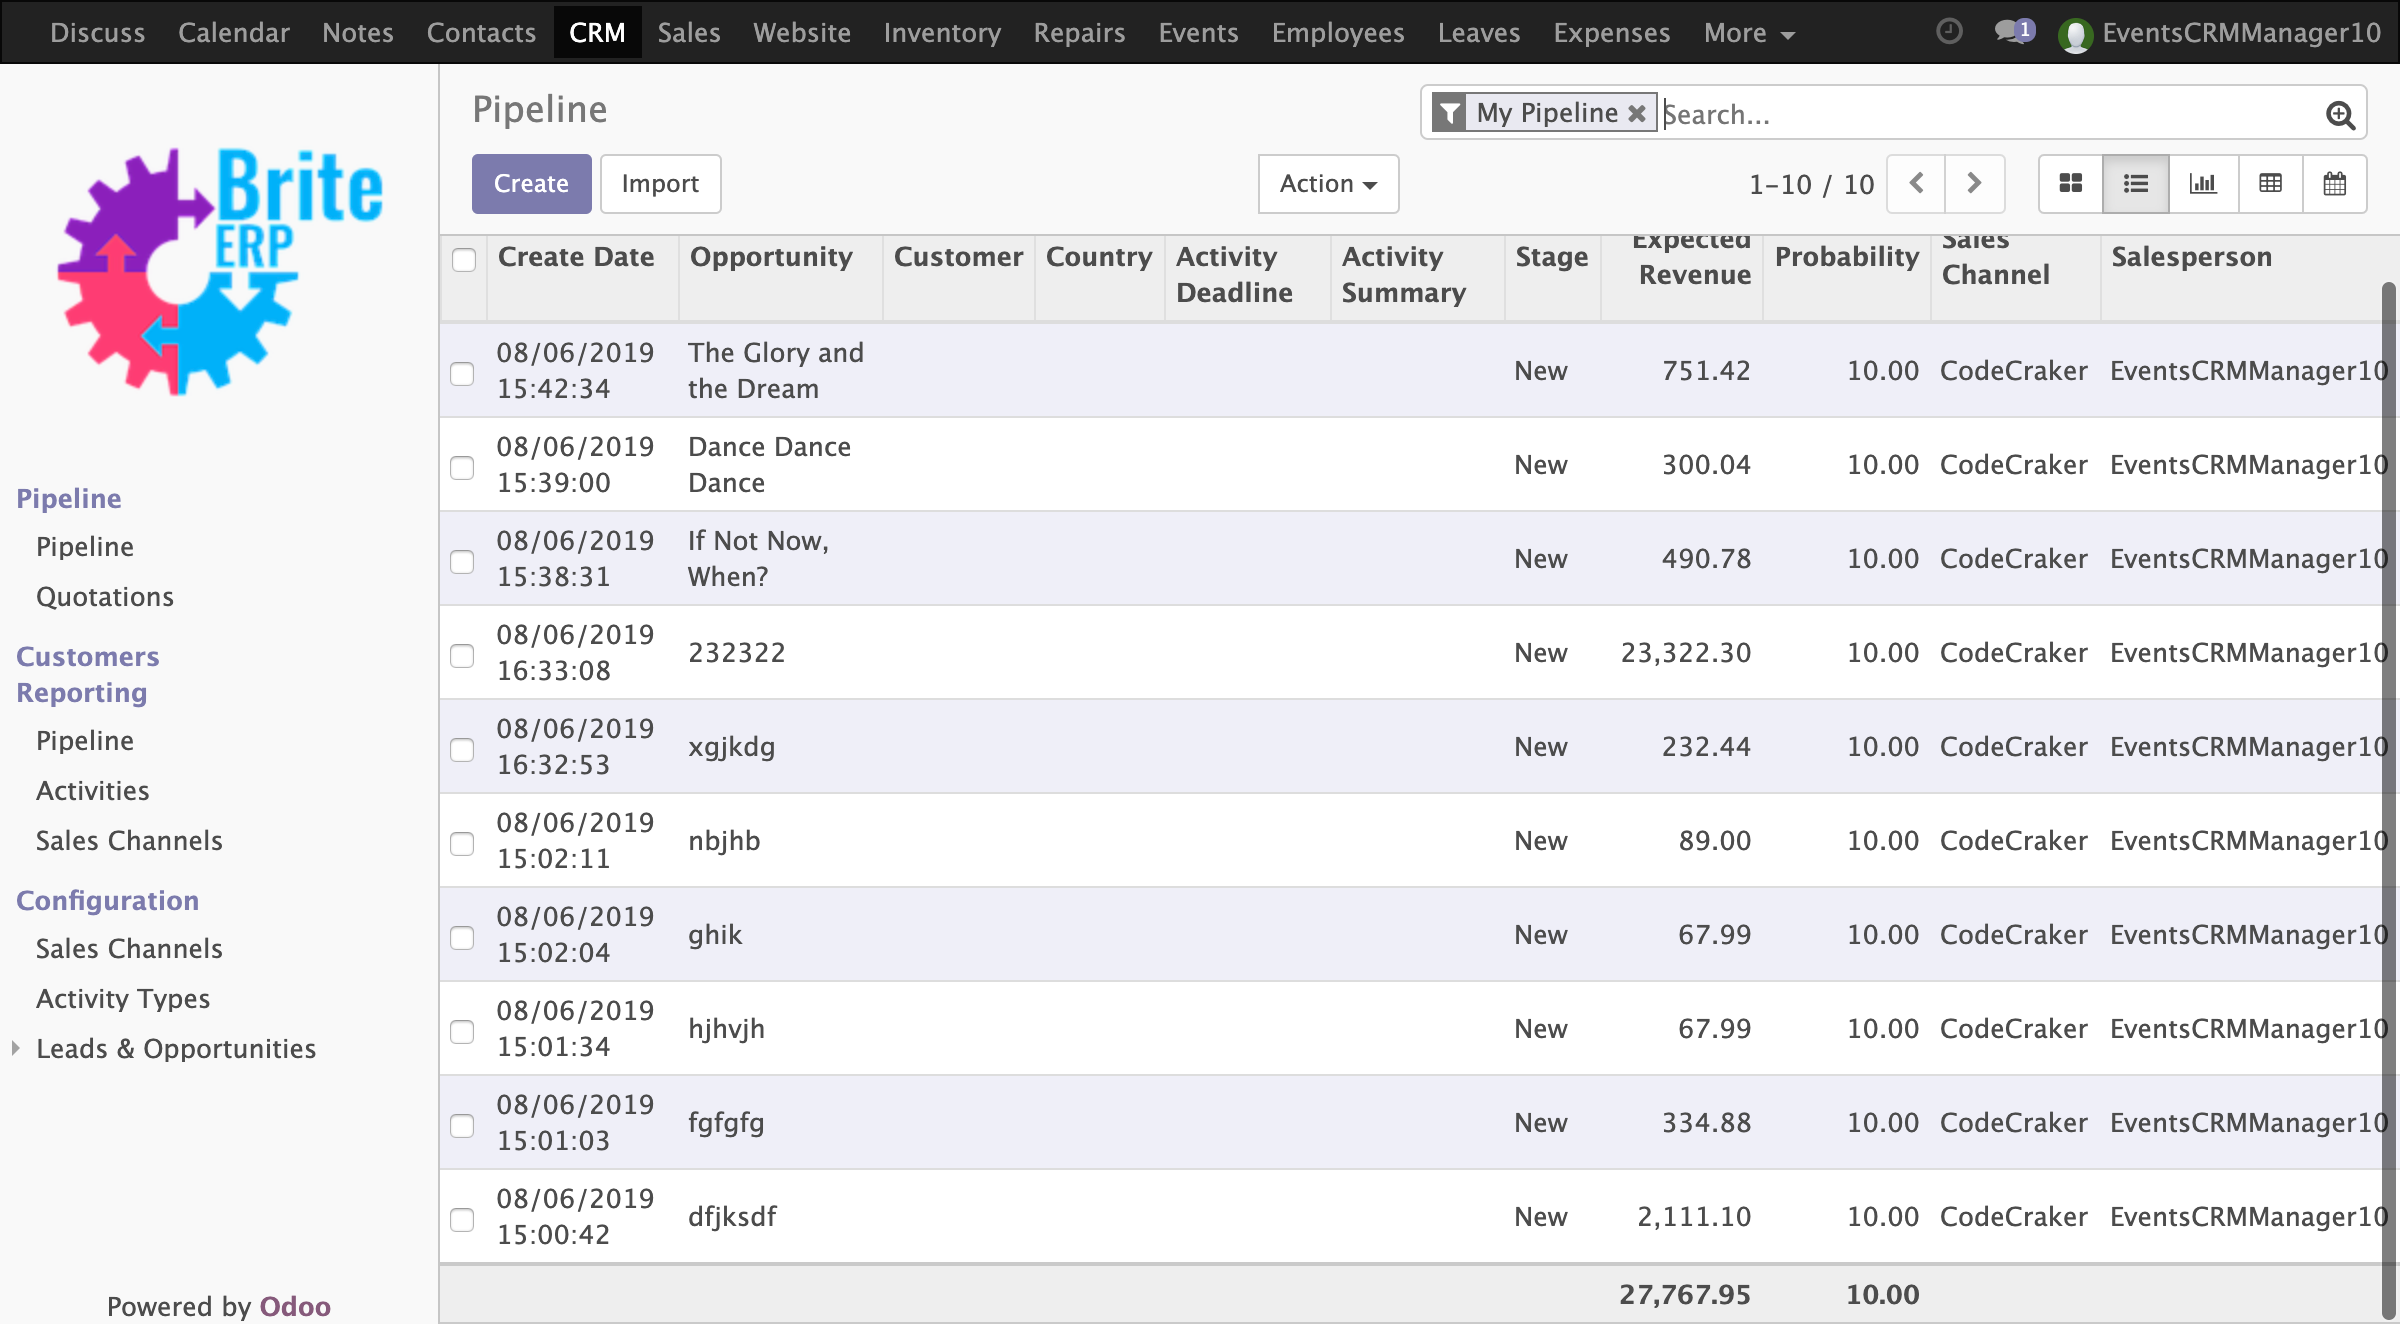 Discuss Calendar Notes Contacts CRM Sales Website Inventory Repairs Events Employees Leaves Expenses More 1 EventsCRMManager10
Brite
ERP
Pipeline
Pipeline
Quotations
Customers
Reporting
Pipeline
Activities
Sales Channels
Configuration
Sales Channels
Activity Types
Leads & Opportunities
Powered by Odoo
Pipeline
My Pipeline Search...
Create Import Action 1-10 / 10
Create Date Opportunity Customer Country Activity Deadline Activity Summary Stage Expected Revenue Probability Sales Channel Salesperson
08/06/2019 15:42:34 The Glory and the Dream New 751.42 10.00 CodeCraker EventsCRMManager10
08/06/2019 15:39:00 Dance Dance Dance New 300.04 10.00 CodeCraker EventsCRMManager10
08/06/2019 15:38:31 If Not Now, When? New 490.78 10.00 CodeCraker EventsCRMManager10
08/06/2019 16:33:08 232322 New 23,322.30 10.00 CodeCraker EventsCRMManager10
08/06/2019 16:32:53 xgjkdg New 232.44 10.00 CodeCraker EventsCRMManager10
08/06/2019 15:02:11 nbjhb New 89.00 10.00 CodeCraker EventsCRMManager10
08/06/2019 15:02:04 ghik New 67.99 10.00 CodeCraker EventsCRMManager10
08/06/2019 15:01:34 hjhvjh New 67.99 10.00 CodeCraker EventsCRMManager10
08/06/2019 15:01:03 fgfgfg New 334.88 10.00 CodeCraker EventsCRMManager10
08/06/2019 15:00:42 dfjksdf New 2,111.10 10.00 CodeCraker EventsCRMManager10
27,767.95 10.00